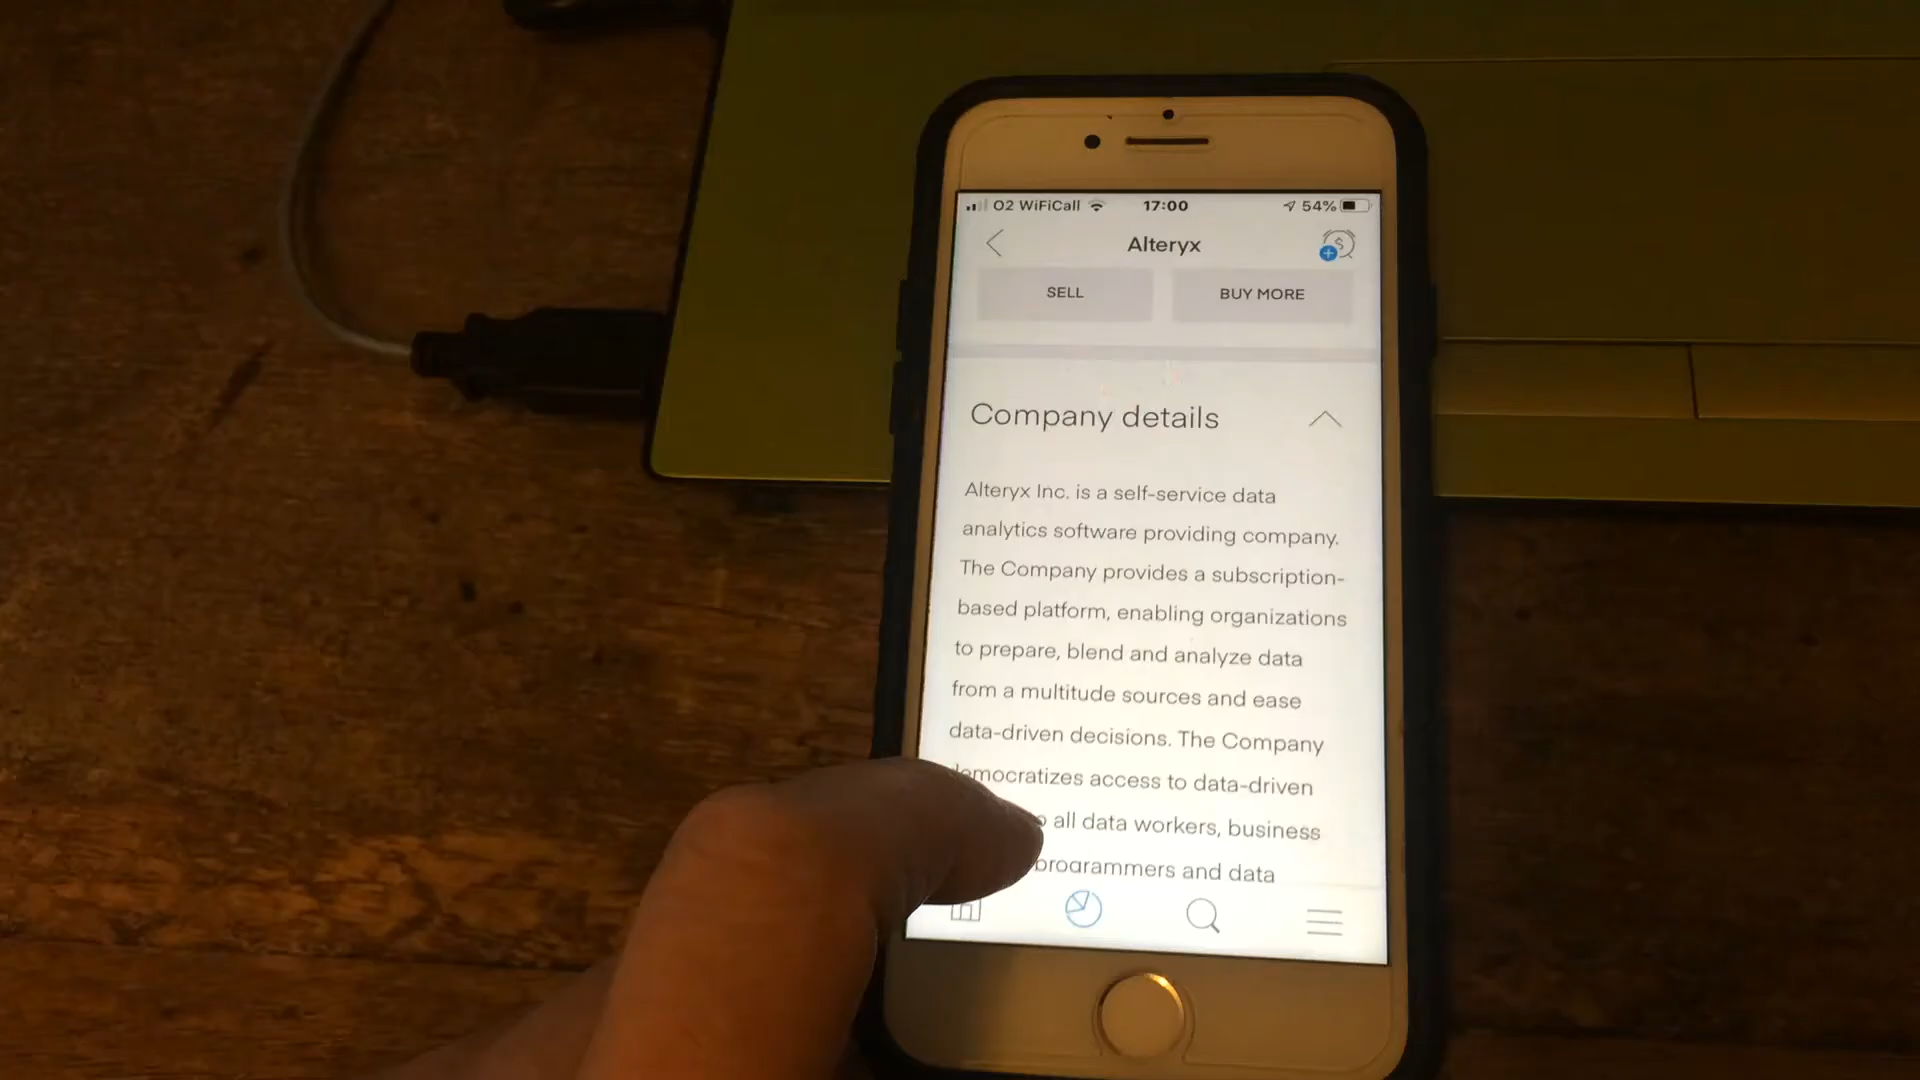 O2 WiFiCall 17:00 54%
Alteryx
SELL BUY MORE
Company details
Alteryx Inc. is a self-service data
analytics software providing company.
The Company provides a subscription-
based platform, enabling organizations
to prepare, blend and analyze data
from a multitude sources and ease
data-driven decisions. The Company
democratizes access to data-driven
all data workers, business
programmers and data